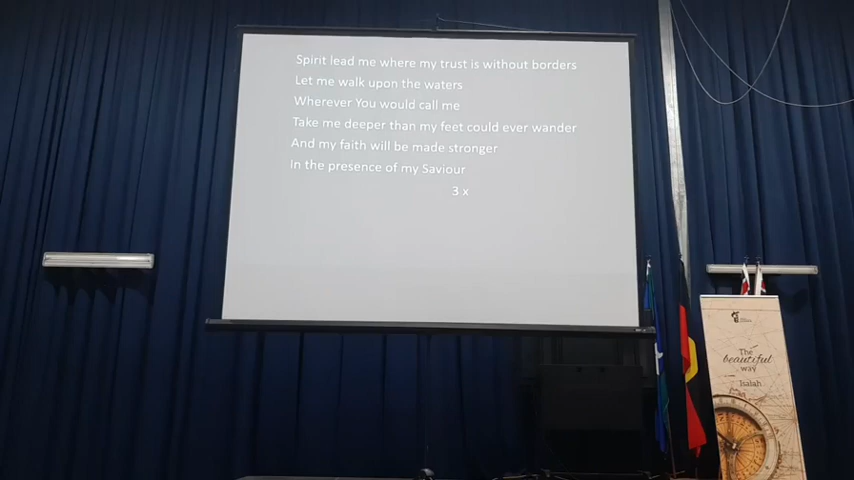 Spirit lead me where my trust is without borders
Let me walk upon the waters
Wherever You would call me
Take me deeper than my feet could ever wander
And my faith will be made stronger
In the presence of my Saviour
3 x
The
beautiful
way
Isaiah